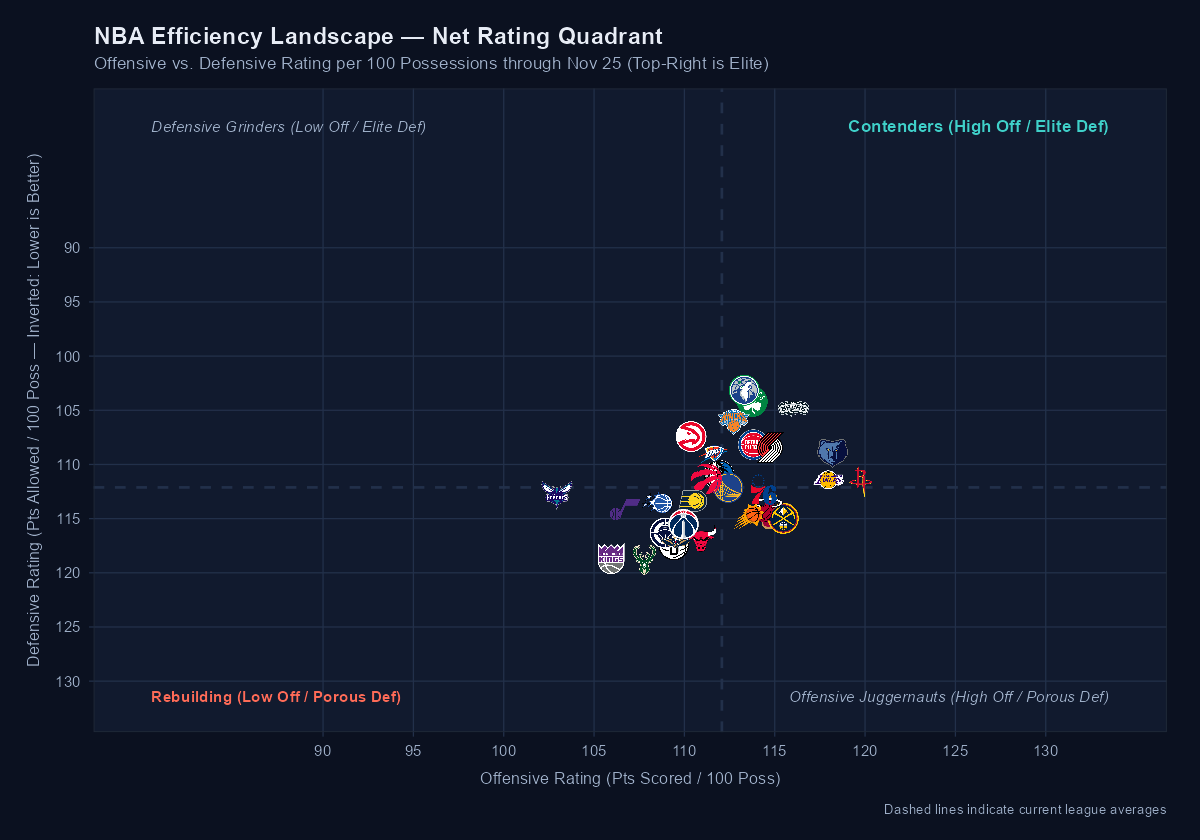 NBA Efficiency Landscape — Net Rating Quadrant
Offensive vs. Defensive Rating per 100 Possessions through Nov 25 (Top-Right is Elite)
Defensive Grinders (Low Off / Elite Def)
Contenders (High Off / Elite Def)
Defensive Rating (Pts Allowed / 100 Poss — Inverted: Lower is Better)
90
95
100
105
110
115
120
125
130
KINGS
Rebuilding (Low Off / Porous Def)
Offensive Juggernauts (High Off / Porous Def)
90
95
100
105
110
115
120
125
130
Offensive Rating (Pts Scored / 100 Poss)
Dashed lines indicate current league averages